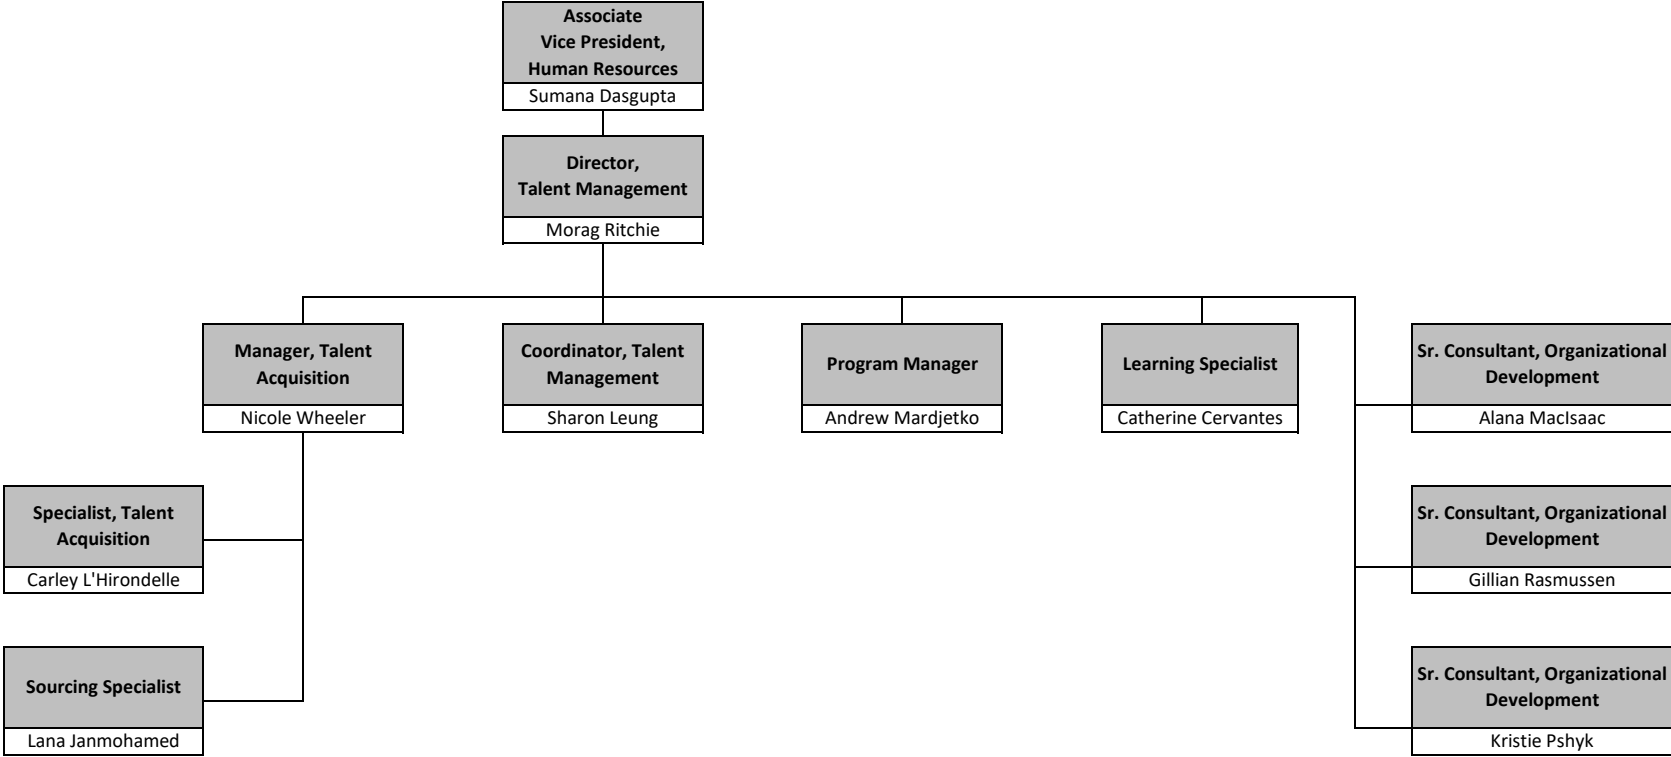 Associate
Vice President,
Human Resources
Sumana Dasgupta
Director,
Talent Management
Morag Ritchie
Manager, Talent
Acquisition
Nicole Wheeler
Coordinator, Talent
Management
Sharon Leung
Program Manager
Andrew Mardjetko
Learning Specialist
Catherine Cervantes
Sr. Consultant, Organizational
Development
Alana MacIsaac
Specialist, Talent
Acquisition
Carley L'Hirondelle
Sr. Consultant, Organizational
Development
Gillian Rasmussen
Sourcing Specialist
Lana Janmohamed
Sr. Consultant, Organizational
Development
Kristie Pshyk